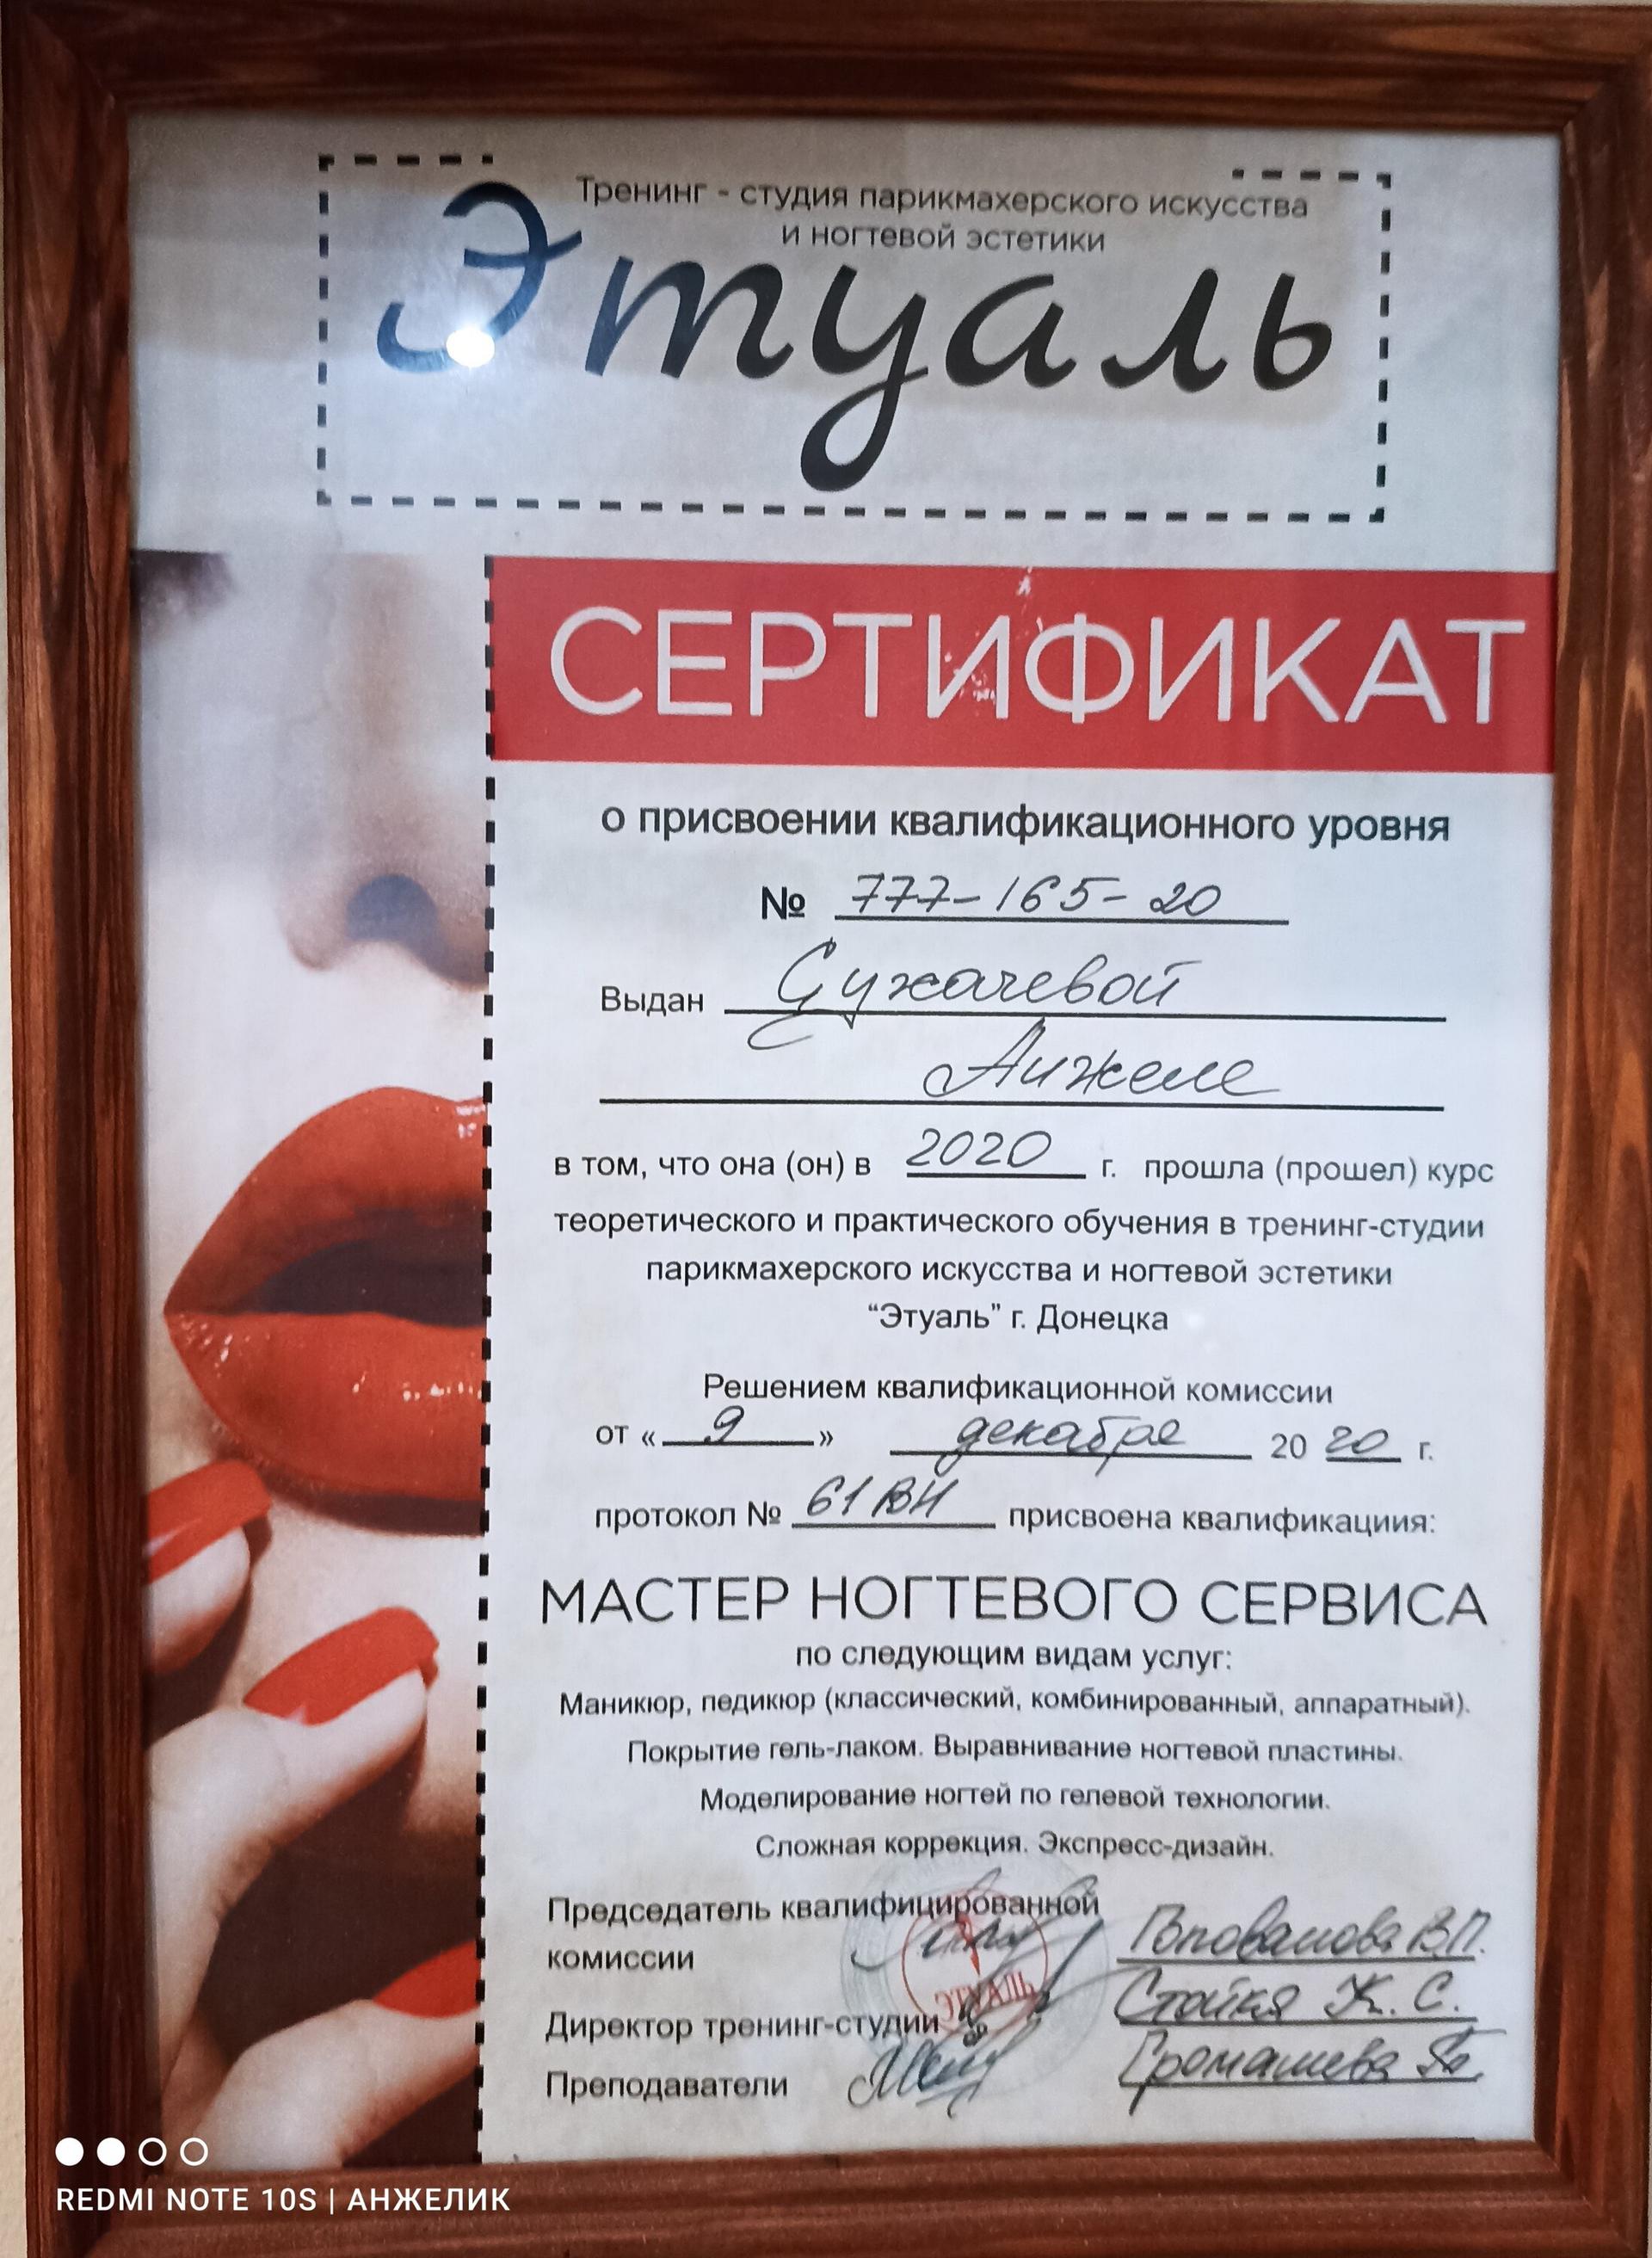 Тренинг - студия парикмахерского искусства
и ногтевой эстетики
Этуаль
СЕРТИФИКАТ
о присвоении квалификационного уровня
№ 777-165-20
Выдан Сужачевой
Анжеле
в том, что она (он) в 2020 г. прошла (прошел) курс
теоретического и практического обучения в тренинг-студии
парикмахерского искусства и ногтевой эстетики
“Этуаль” г. Донецка
Решением квалификационной комиссии
от « 9 » декабря 20 20 г.
протокол № 61 ВН присвоена квалификациия:
МАСТЕР НОГТЕВОГО СЕРВИСА
по следующим видам услуг:
Маникюр, педикюр (классический, комбинированный, аппаратный).
Покрытие гель-лаком. Выравнивание ногтевой пластины.
Моделирование ногтей по гелевой технологии.
Сложная коррекция. Экспресс-дизайн.
Председатель квалифицированной
комиссии В.П.
ЭТУАЛЬ
Директор тренинг-студии Ж. С.
Преподаватели
REDMI NOTE 10S | АНЖЕЛИК